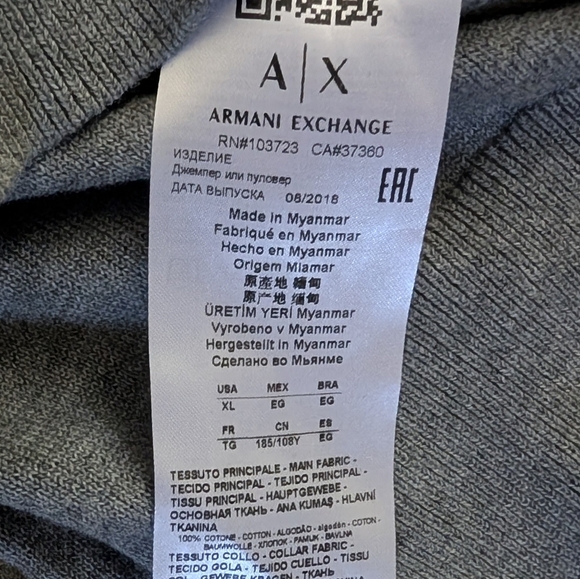 A|X
ARMANI EXCHANGE
RN#103723 CA#37360
ИЗДЕЛИЕ
Джемпер или пуловер
ДАТА ВЫПУСКА 06/2018
EAC
Made in Myanmar
Fabriqué en Myanmar
Hecho en Myanmar
Origem Miamar
原產地 緬甸
原产地 缅甸
ÜRETİM YERİ Myanmar
Vyrobeno v Myanmar
Hergestellt in Myanmar
Сделано во Мьянме
USA MEX BRA
XL EG EG
FR CN ES
TG 185/108Y EG
TESSUTO PRINCIPALE - MAIN FABRIC -
TECIDO PRINCIPAL - TEJIDO PRINCIPAL -
TISSU PRINCIPAL - HAUPTGEWEBE -
ОСНОВНАЯ ТКАНЬ - ANA KUMAŞ - HLAVNÍ
TKANINA
100% COTONE - COTTON - ALGODÃO - algodón - COTON -
BAUMWOLLE - ХЛОПОК - PAMUK - BAVLNA
TESSUTO COLLO - COLLAR FABRIC -
TECIDO GOLA - TEJIDO CUELLO - TISSU
COL - GEWEBE KRAGEN - ТКАНЬ